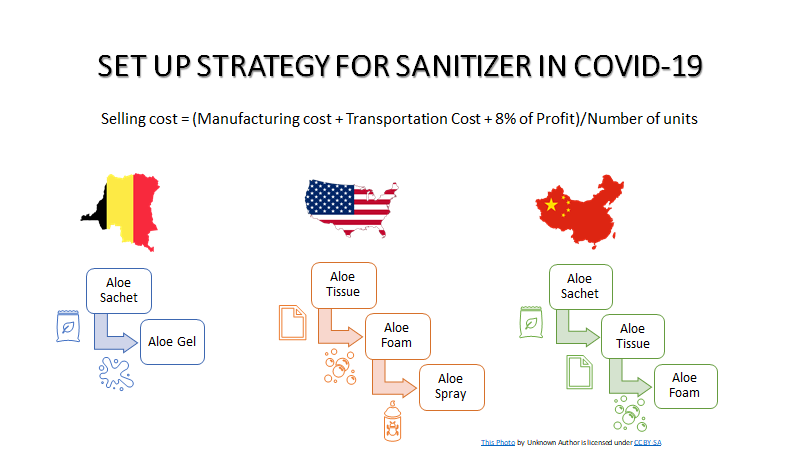 SET UP STRATEGY FOR SANITIZER IN COVID-19
Selling cost = (Manufacturing cost + Transportation Cost + 8% of Profit)/Number of units
Aloe
Sachet
Aloe Gel
Aloe
Tissue
Aloe
Foam
Aloe
Spray
Aloe
Sachet
Aloe
Tissue
Aloe
Foam
This Photo by Unknown Author is licensed under CC BY-SA